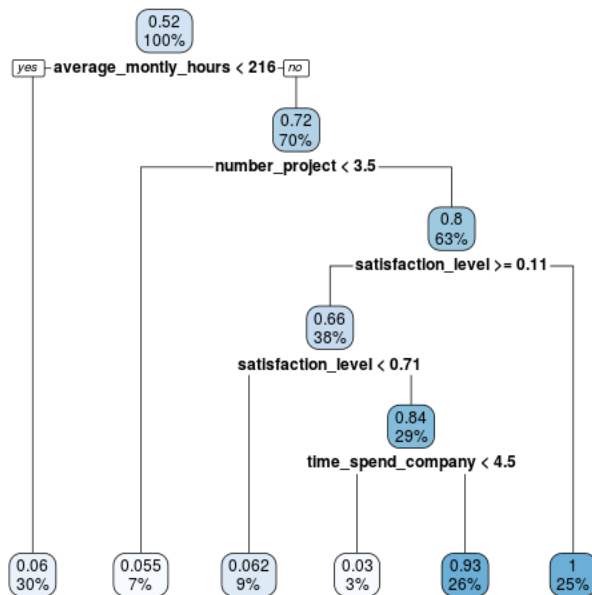 0.52
100%
yes average_montly_hours < 216 no
0.72
70%
number_project < 3.5
0.8
63%
satisfaction_level >= 0.11
0.66
38%
satisfaction_level < 0.71
0.84
29%
time_spend_company < 4.5
0.06 0.055 0.062 0.03 0.93 1
30% 7% 9% 3% 26% 25%